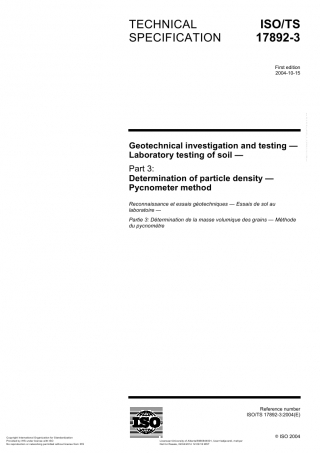 TECHNICAL
SPECIFICATION
ISO/TS
17892-3
First edition
2004-10-15
Geotechnical investigation and testing —
Laboratory testing of soil —
Part 3:
Determination of particle density —
Pycnometer method
Reconnaissance et essais géotechniques — Essais de sol au
laboratoire —
Partie 3: Détermination de la masse volumique des grains — Méthode
du pycnomètre
ISO
Reference number
ISO/TS 17892-3:2004(E)
© ISO 2004